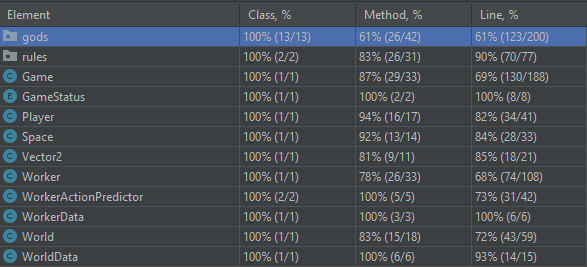 Element Class, % Method, % Line, %
gods 100% (13/13) 61% (26/42) 61% (123/200)
rules 100% (2/2) 83% (26/31) 90% (70/77)
C Game 100% (1/1) 87% (29/33) 69% (130/188)
E GameStatus 100% (1/1) 100% (2/2) 100% (8/8)
C Player 100% (1/1) 94% (16/17) 82% (34/41)
C Space 100% (1/1) 92% (13/14) 84% (28/33)
C Vector2 100% (1/1) 81% (9/11) 85% (18/21)
C Worker 100% (1/1) 78% (26/33) 68% (74/108)
C WorkerActionPredictor 100% (2/2) 100% (5/5) 73% (31/42)
C WorkerData 100% (1/1) 100% (3/3) 100% (6/6)
C World 100% (1/1) 83% (15/18) 72% (43/59)
C WorldData 100% (1/1) 100% (6/6) 93% (14/15)